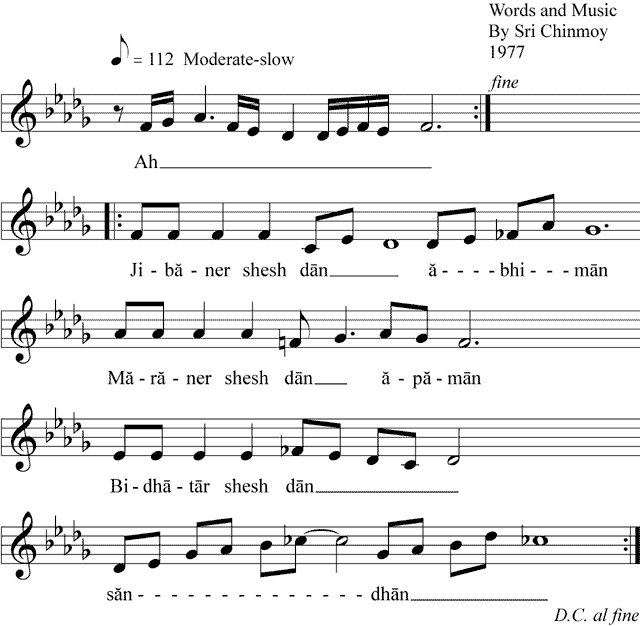 Words and Music
By Sri Chinmoy
1977
= 112 Moderate-slow
fine
Ah
Ji - bă - ner shesh dān ă - - - - bhi - - - mān
Mă - ră - ner shesh dān ă - pă - mān
Bi - dhā - tār shesh dān
săn - - - - - - - - - - - - - dhān
D.C. al fine